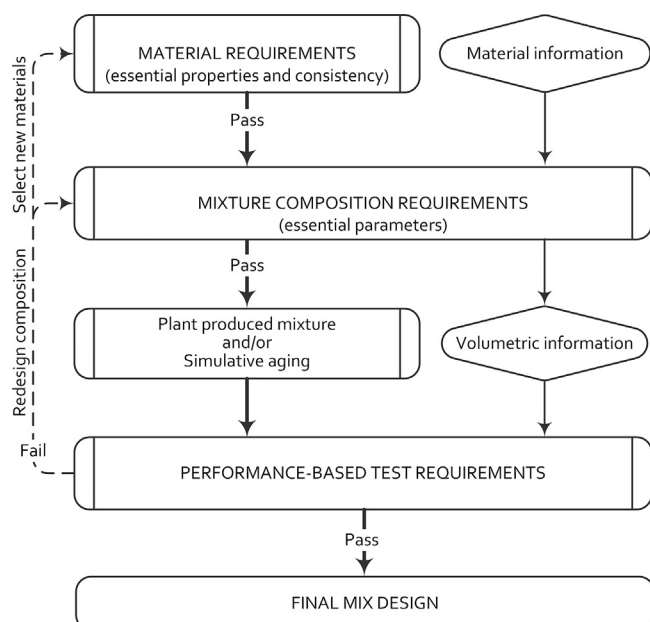 MATERIAL REQUIREMENTS
(essential properties and consistency)
Material information
Pass
Select new materials
MIXTURE COMPOSITION REQUIREMENTS
(essential parameters)
Pass
Redesign composition
Plant produced mixture
and/or
Simulative aging
Volumetric information
Fail
PERFORMANCE-BASED TEST REQUIREMENTS
Pass
FINAL MIX DESIGN